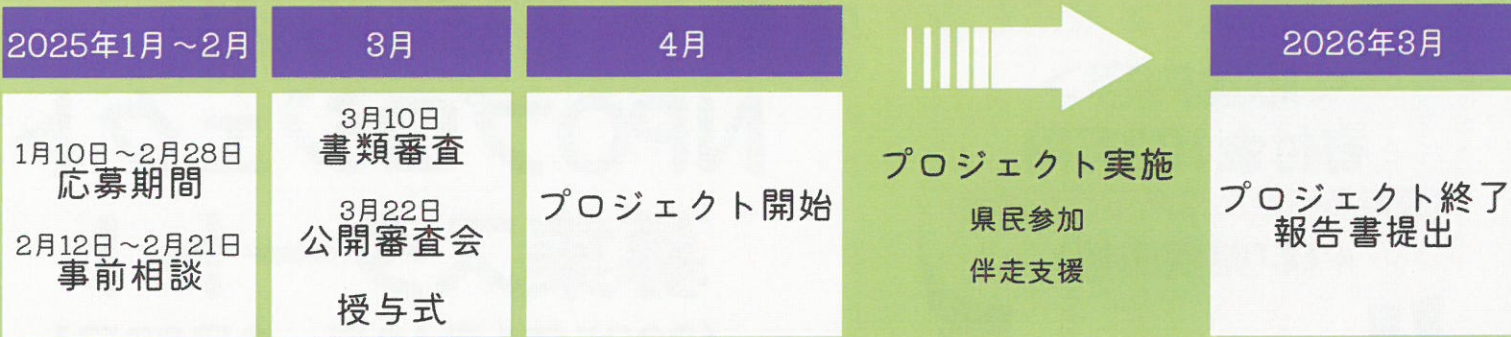 2025年1月～2月
1月10日～2月28日
応募期間
2月12日～2月21日
事前相談
3月
3月10日
書類審査
3月22日
公開審査会
授与式
4月
プロジェクト開始
プロジェクト実施
県民参加
伴走支援
2026年3月
プロジェクト終了
報告書提出